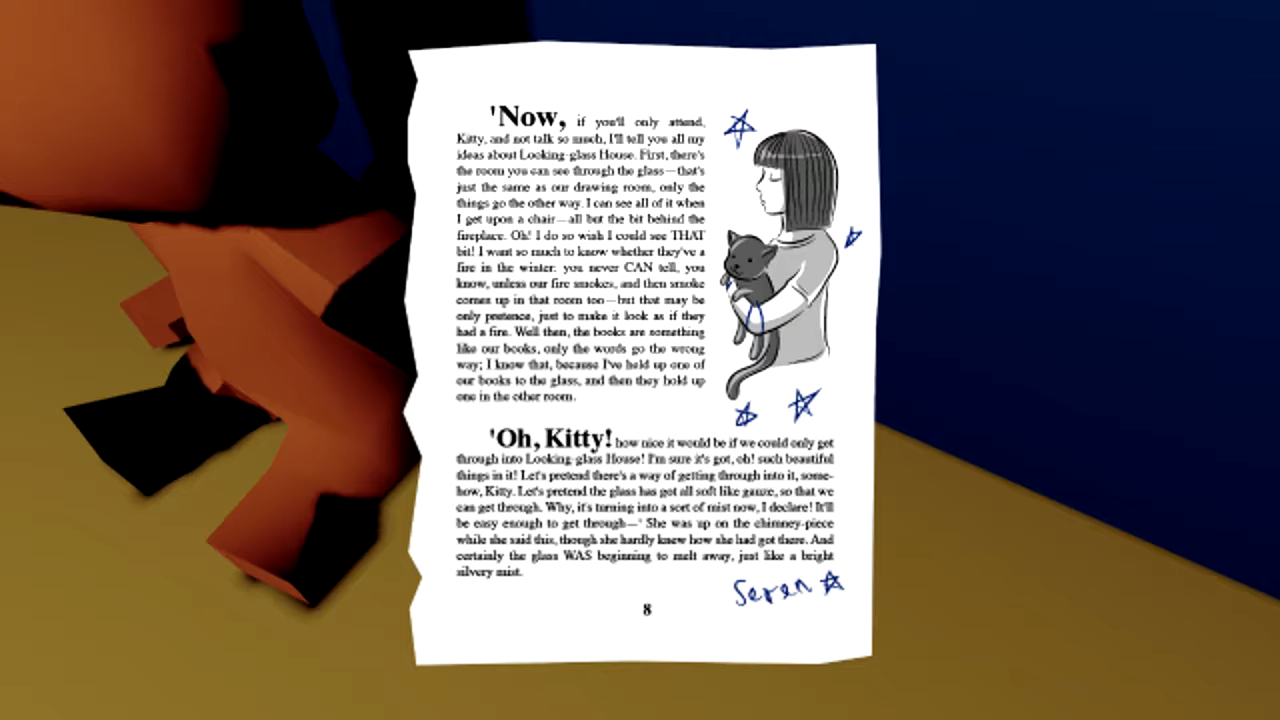 'Now, if you'll only attend,
Kitty, and not talk so much, I'll tell you all my
ideas about Looking-glass House. First, there's
the room you can see through the glass—that's
just the same as our drawing room, only the
things go the other way. I can see all of it when
I get upon a chair—all but the bit behind the
fireplace. Oh! I do so wish I could see THAT
bit! I want so much to know whether they've a
fire in the winter: you never CAN tell, you
know, unless our fire smokes, and then smoke
comes up in that room too—but that may be
only pretence, just to make it look as if they
had a fire. Well then, the books are something
like our books, only the words go the wrong
way; I know that, because I've held up one of
our books to the glass, and then they hold up
one in the other room.
'Oh, Kitty! how nice it would be if we could only get
through into Looking-glass House! I'm sure it's got, oh! such beautiful
things in it! Let's pretend there's a way of getting through into it, some-
how, Kitty. Let's pretend the glass has got all soft like gauze, so that we
can get through. Why, it's turning into a sort of mist now, I declare! It'll
be easy enough to get through—' She was up on the chimney-piece
while she said this, though she hardly knew how she had got there. And
certainly the glass WAS beginning to melt away, just like a bright
silvery mist.
Seren
8